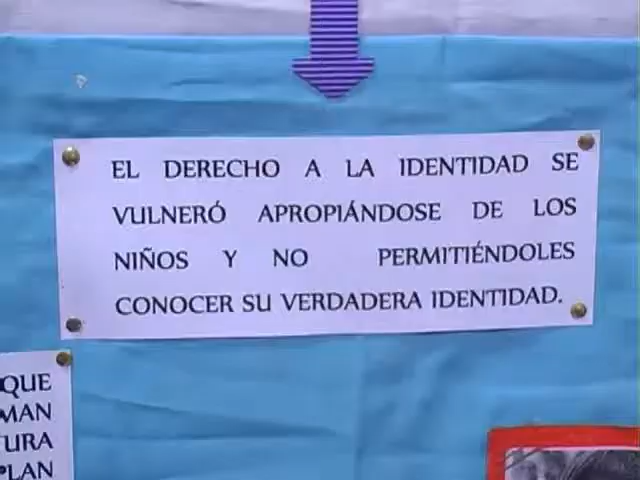 EL DERECHO A LA IDENTIDAD SE
VULNERÓ APROPIÁNDOSE DE LOS
NIÑOS Y NO PERMITIÉNDOLES
CONOCER SU VERDADERA IDENTIDAD.
QUE
MAN
URA
PLAN